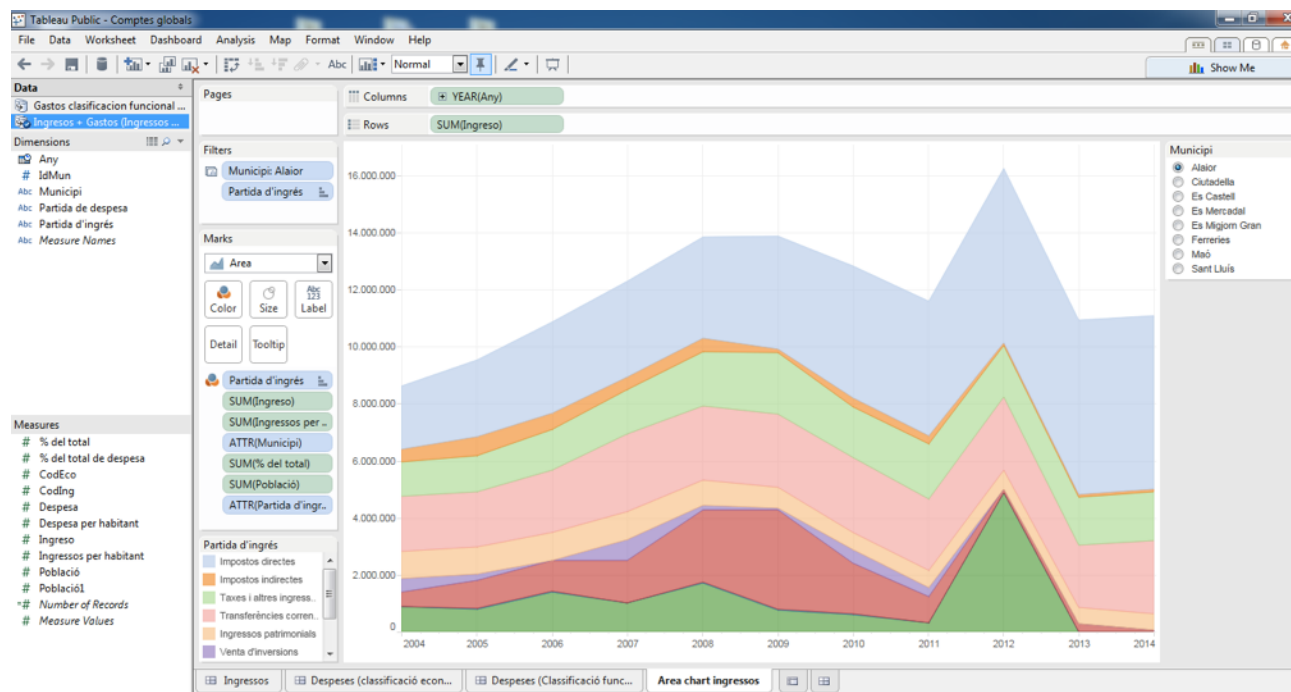 Tableau Public - Comptes globals
File Data Worksheet Dashboard Analysis Map Format Window Help
Abc Normal
Show Me
Data
Gastos clasificacion funcional ...
Ingresos + Gastos (Ingressos ...
Dimensions
Any
# IdMun
Abc Municipi
Abc Partida de despesa
Abc Partida d'ingrés
Abc Measure Names
Measures
# % del total
# % del total de despesa
# CodEco
# CodIng
# Despesa
# Despesa per habitant
# Ingreso
# Ingressos per habitant
# Població
# Població1
=# Number of Records
# Measure Values
Pages
Filters
Municipi: Alaior
Partida d'ingrés
Marks
Area
Color
Size
Abc
123
Label
Detail
Tooltip
Partida d'ingrés
SUM(Ingreso)
SUM(Ingressos per ..
ATTR(Municipi)
SUM(% del total)
SUM(Població)
ATTR(Partida d'ingr..
Partida d'ingrés
Impostos directes
Impostos indirectes
Taxes i altres ingress..
Transferències corren..
Ingressos patrimonials
Venta d'inversions
Columns
YEAR(Any)
Rows
SUM(Ingreso)
16.000.000
14.000.000
12.000.000
10.000.000
8.000.000
6.000.000
4.000.000
2.000.000
0
2004 2005 2006 2007 2008 2009 2010 2011 2012 2013 2014
Municipi
Alaior
Ciutadella
Es Castell
Es Mercadal
Es Migjorn Gran
Ferreries
Maó
Sant Lluís
Ingressos
Despeses (classificació econ...
Despeses (Classificació func...
Area chart ingressos